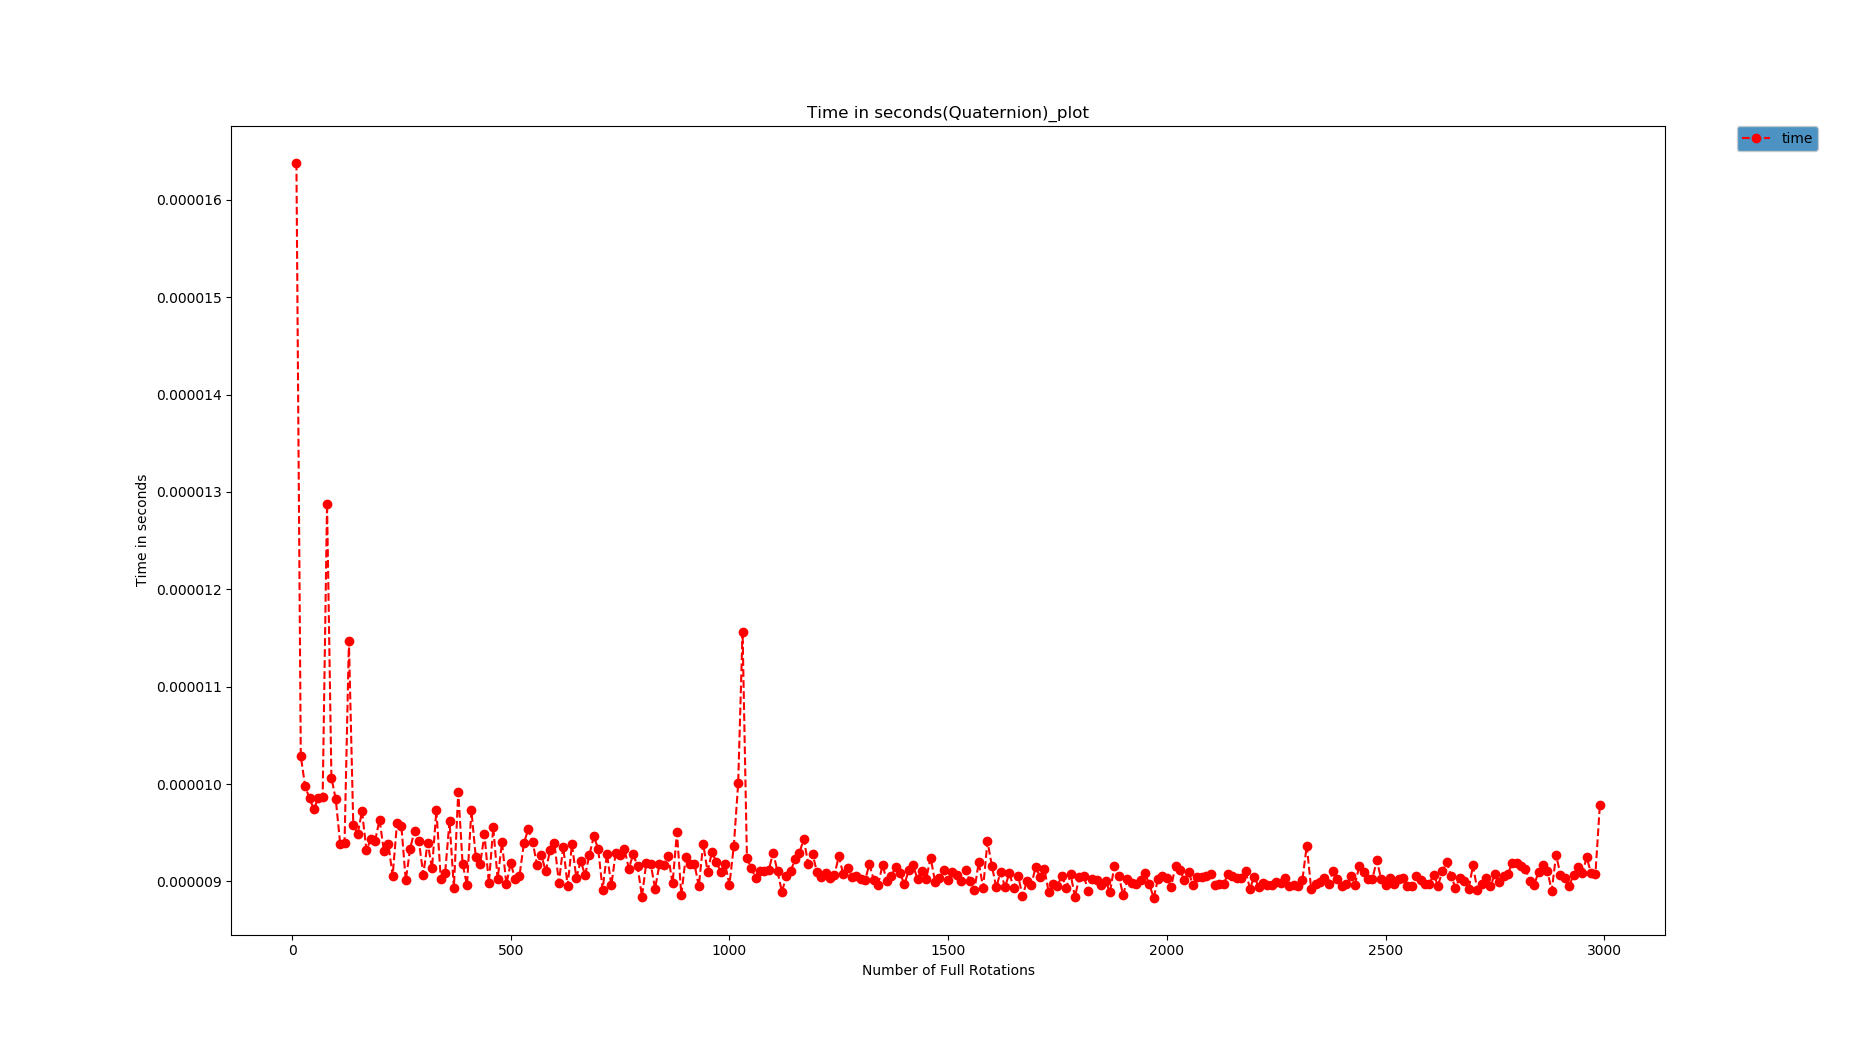 Time in seconds(Quaternion)_plot
time
0.000016
0.000015
0.000014
0.000013
0.000012
0.000011
0.000010
0.000009
Time in seconds
0 500 1000 1500 2000 2500 3000
Number of Full Rotations